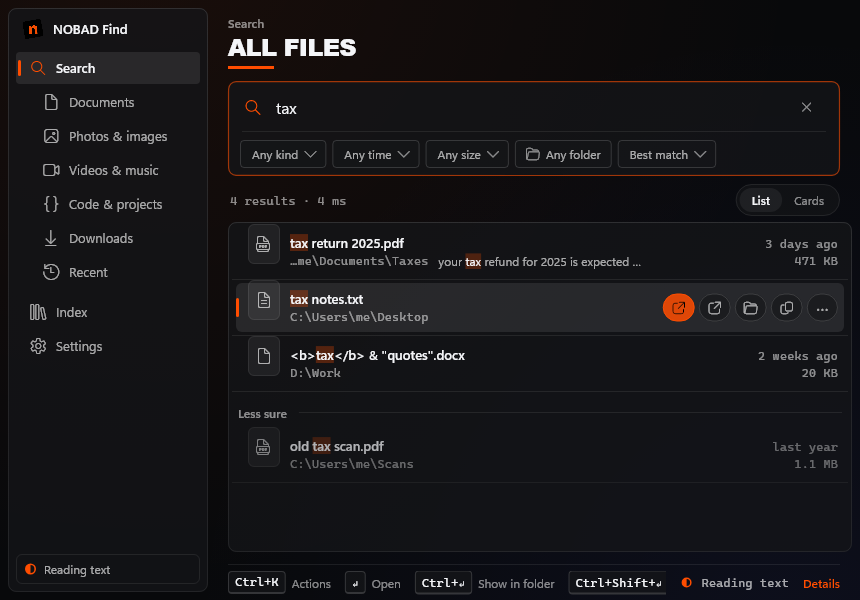 NOBAD Find
Search
Documents
Photos & images
Videos & music
Code & projects
Downloads
Recent
Index
Settings
Reading text
Search
ALL FILES
tax
Any kind Any time Any size Any folder Best match
4 results · 4 ms
List Cards
tax return 2025.pdf 3 days ago
…me\Documents\Taxes your tax refund for 2025 is expected ... 471 KB
tax notes.txt
C:\Users\me\Desktop
<b>tax</b> & "quotes".docx 2 weeks ago
D:\Work 20 KB
Less sure
old tax scan.pdf last year
C:\Users\me\Scans 1.1 MB
Ctrl+K Actions ↲ Open Ctrl+↲ Show in folder Ctrl+Shift+↲ Reading text Details